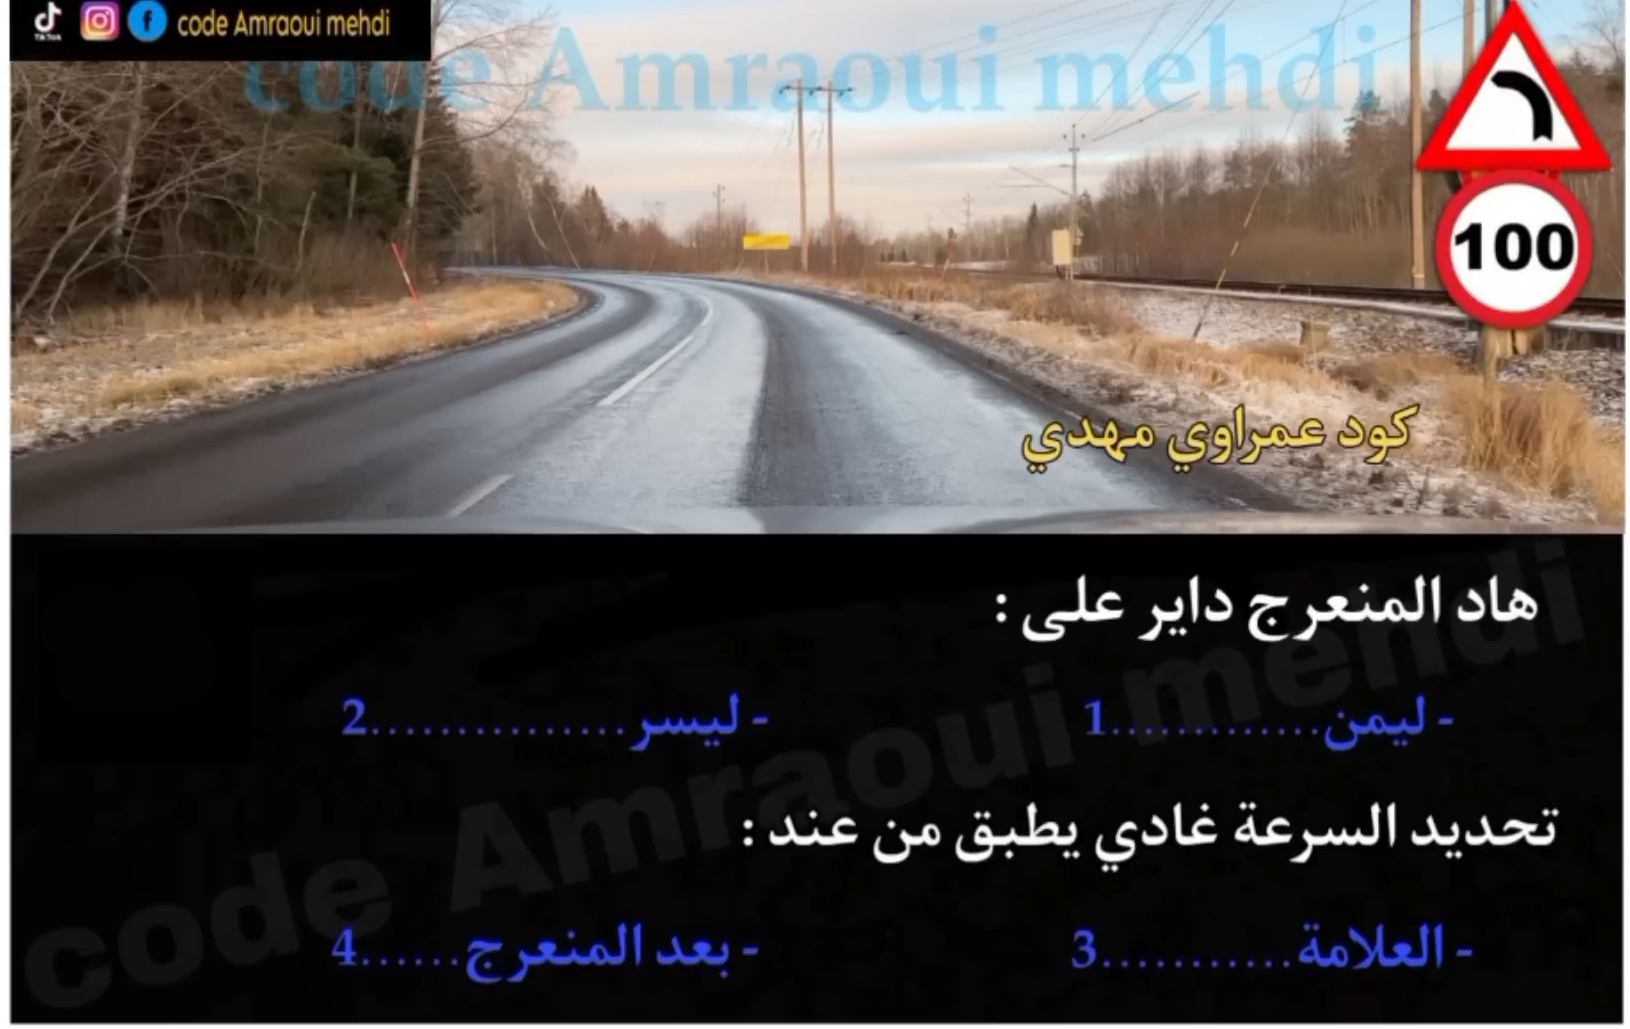 code Amraoui mehdi
code Amraoui mehdi
100
كود عمراوي مهدي
هاد المنعرج داير على :
- ليمن.............1 - ليسر...............2
تحديد السرعة غادي يطبق من عند :
- العلامة...........3 - بعد المنعرج......4
code Amraoui mehdi